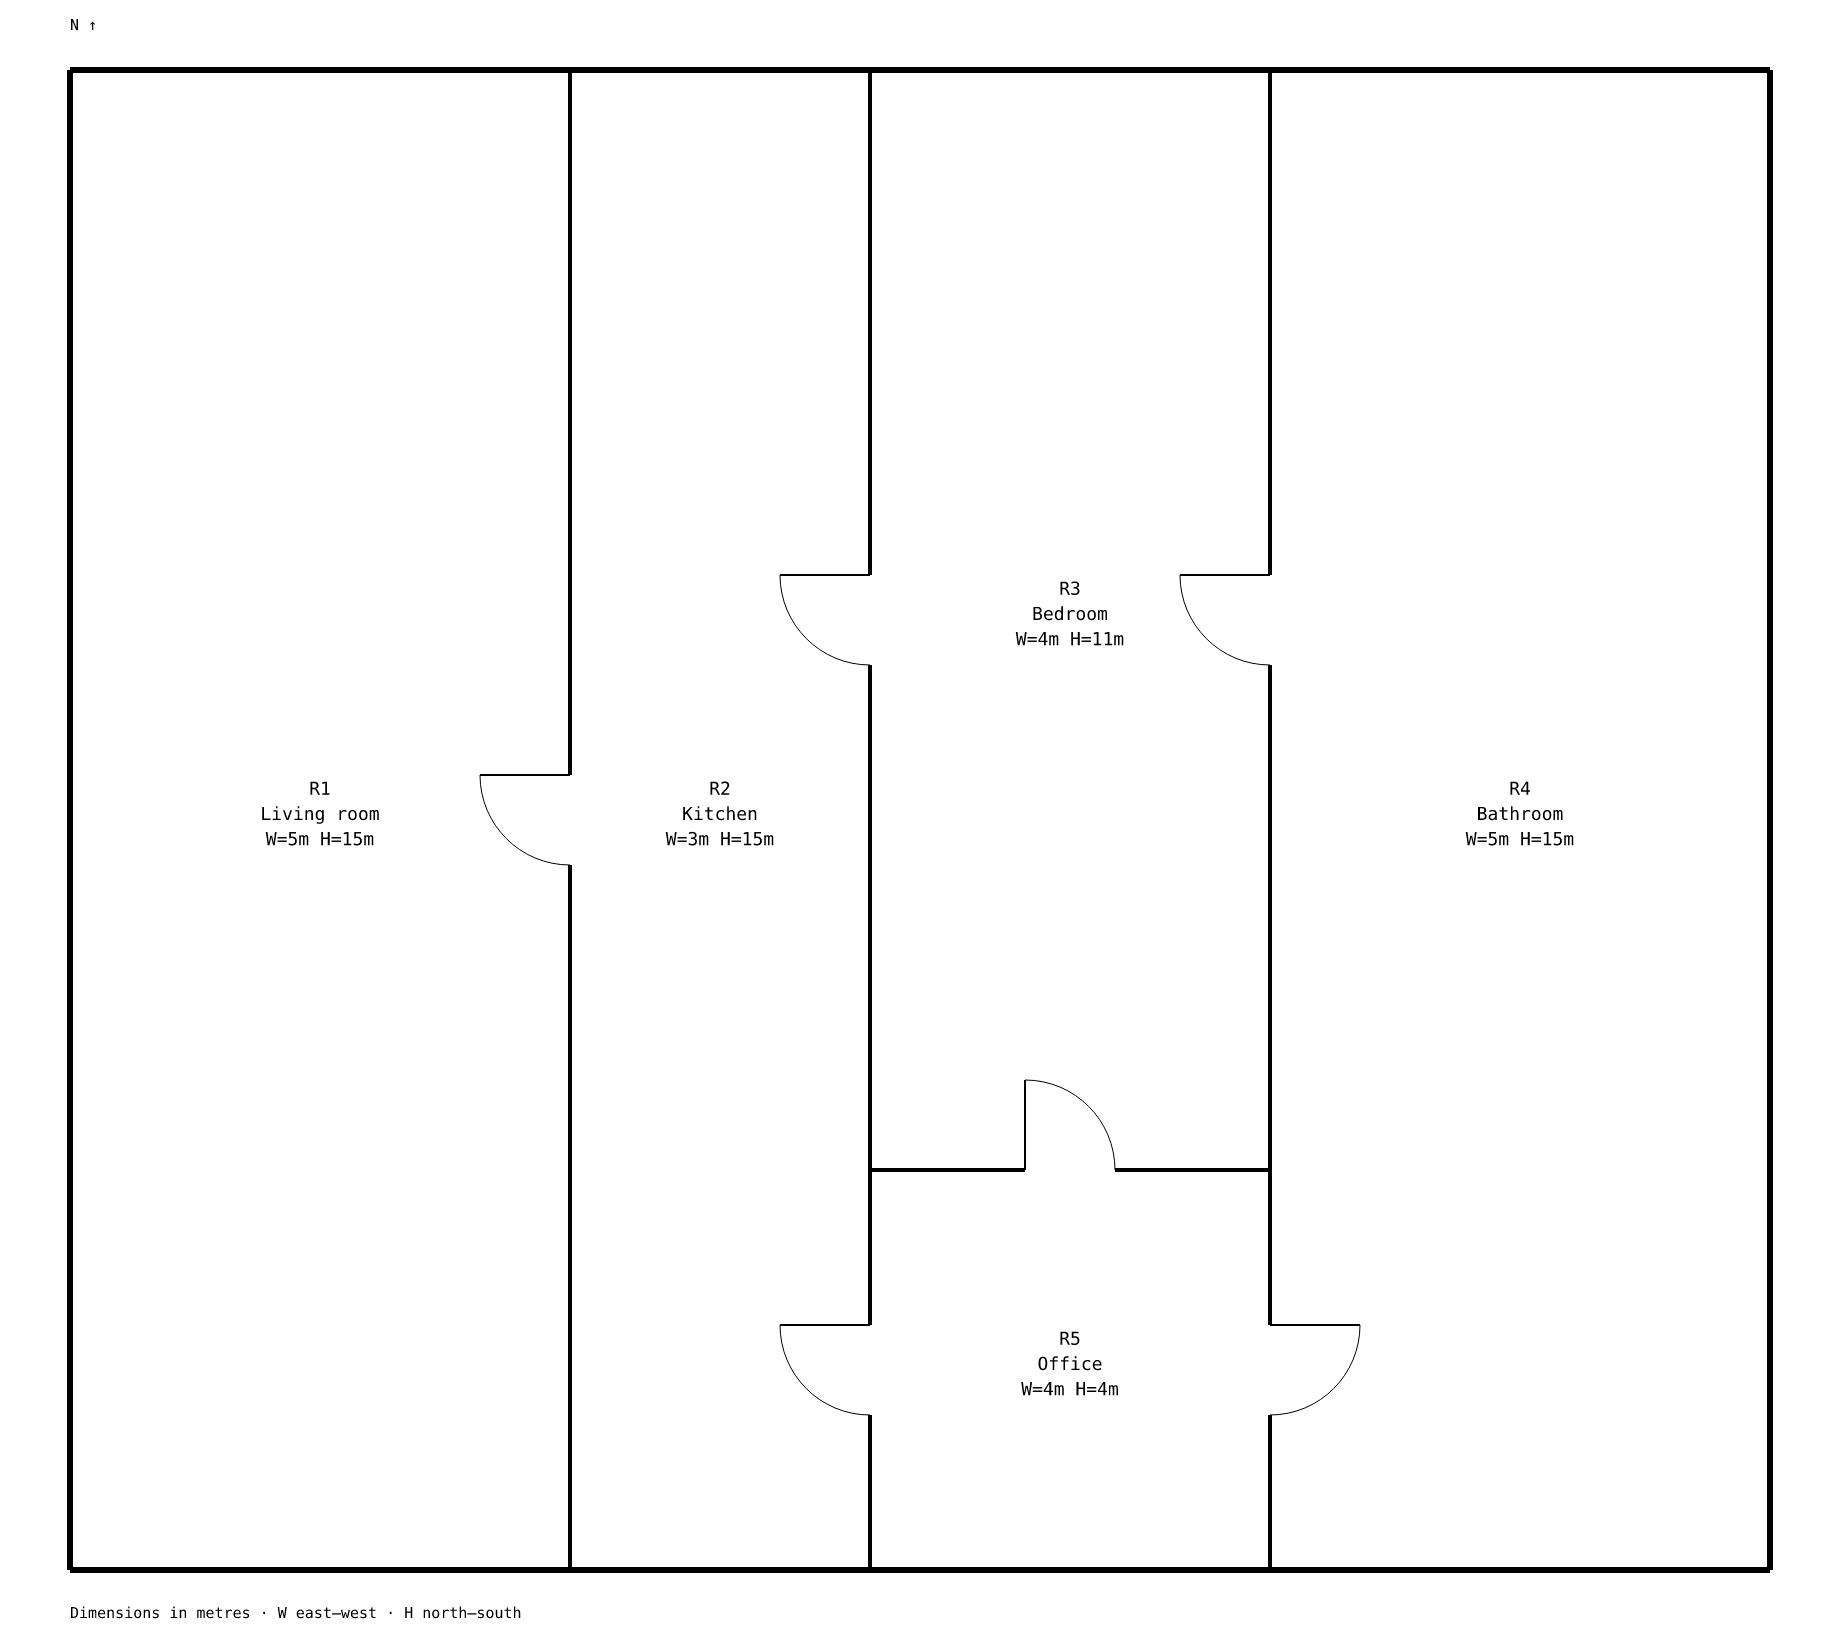 N ↑
R1
Living room
W=5m H=15m
R2
Kitchen
W=3m H=15m
R3
Bedroom
W=4m H=11m
R4
Bathroom
W=5m H=15m
R5
Office
W=4m H=4m
Dimensions in metres · W east–west · H north–south